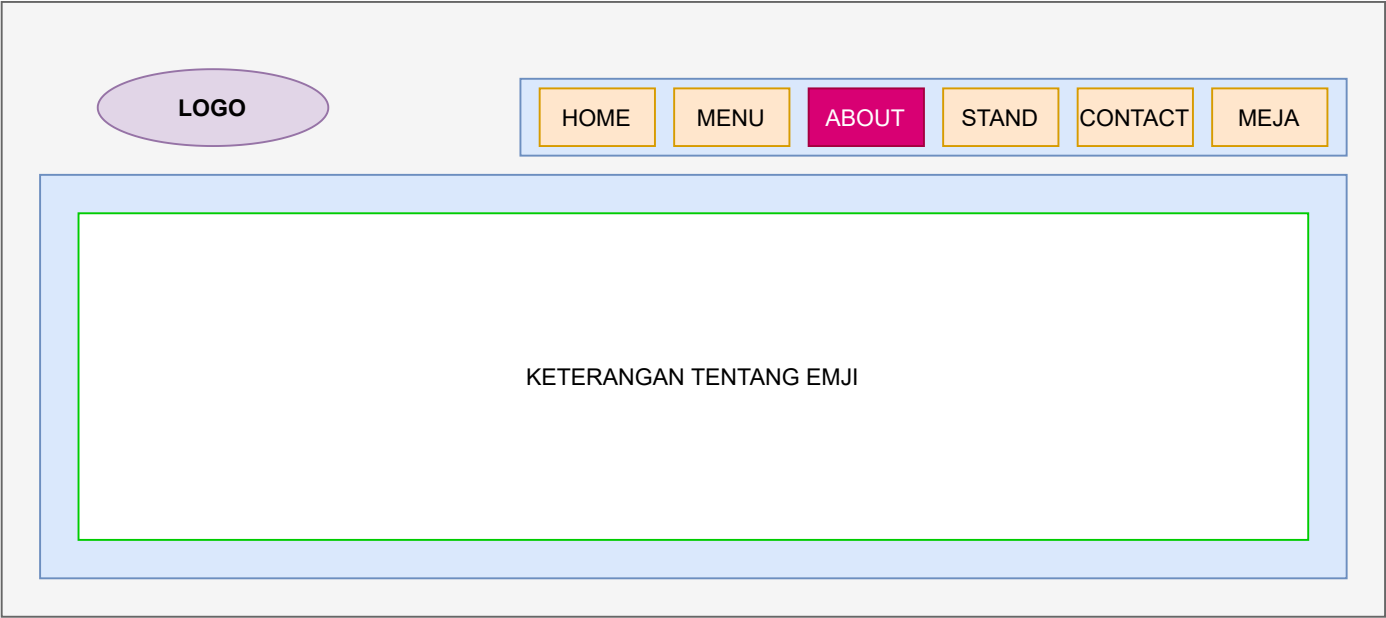 LOGO
HOME
MENU
ABOUT
STAND
CONTACT
MEJA
KETERANGAN TENTANG EMJI